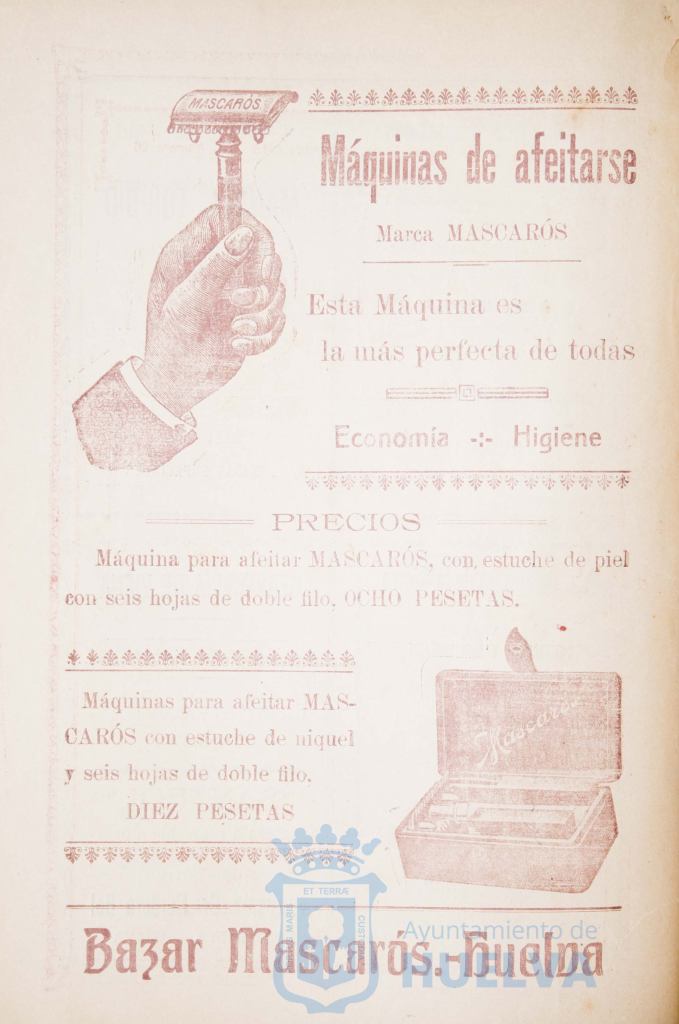 MASCARÓS
Máquinas de afeitarse
Marca MASCARÓS
Esta Máquina es
la más perfecta de todas
Economía -:- Higiene
PRECIOS
Máquina para afeitar MASCARÓS, con estuche de piel
con seis hojas de doble filo, OCHO PESETAS.
Máquinas para afeitar MAS-
CARÓS con estuche de niquel
y seis hojas de doble filo.
DIEZ PESETAS
Mascarós
Bazar Mascarós.-Huelva
ET TERRÆ
MARIS
Ayuntamiento de
HUELVA